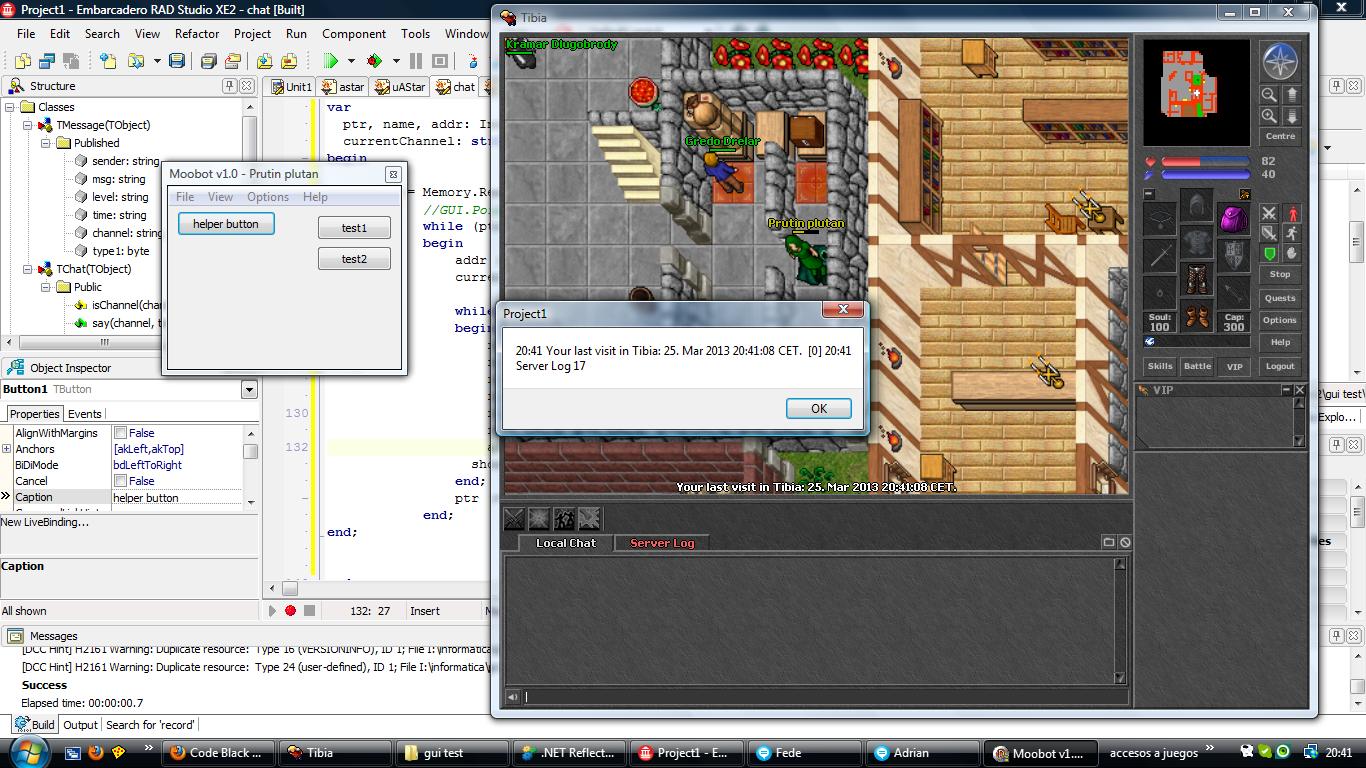 Project1 - Embarcadero RAD Studio XE2 - chat [Built]
File Edit Search View Refactor Project Run Component Tools Window
Structure
Classes
TMessage(TObject)
Published
sender: string
msg: string
level: string
time: string
channel: string
type1: byte
TChat(TObject)
Public
isChannel(chan
say(channel, t
Object Inspector
Button1 TButton
Properties Events
AlignWithMargins False
Anchors [akLeft,akTop]
BiDiMode bdLeftToRight
Cancel False
Caption helper button
New LiveBinding...
Caption
All shown
Unit1 astar uAStar chat
var
ptr, name, addr: In
currentChannel: str
begin
= Memory.Re
//GUI.Po
while (p
begin
addr
curre
while
begin
130
132
sho
end;
ptr
end;
end;
132: 27 Insert
Moobot v1.0 - Prutin plutan
File View Options Help
helper button
test1
test2
Messages
[DCC Hint] H2161 Warning: Duplicate resource: Type 16 (VERSIONINFO), ID 1; File I:\informatica\
[DCC Hint] H2161 Warning: Duplicate resource: Type 24 (user-defined), ID 1; File I:\informatica\
Success
Elapsed time: 00:00:00.7
Build Output Search for 'record'
Tibia
Kramar Dlugobrody
Gredo Drelar
Prutin plutan
Project1
20:41 Your last visit in Tibia: 25. Mar 2013 20:41:08 CET. [0] 20:41
Server Log 17
OK
Your last visit in Tibia: 25. Mar 2013 20:41:08 CET.
Local Chat Server Log
Centre
82
40
Stop
Quests
Options
Help
Soul:
100
Cap:
300
Skills Battle VIP Logout
VIP
2\gui test\
Explo...
es
Code Black ... Tibia gui test .NET Reflect... Project1 - E... Fede Adrian Moobot v1.... accesos a juegos 20:41